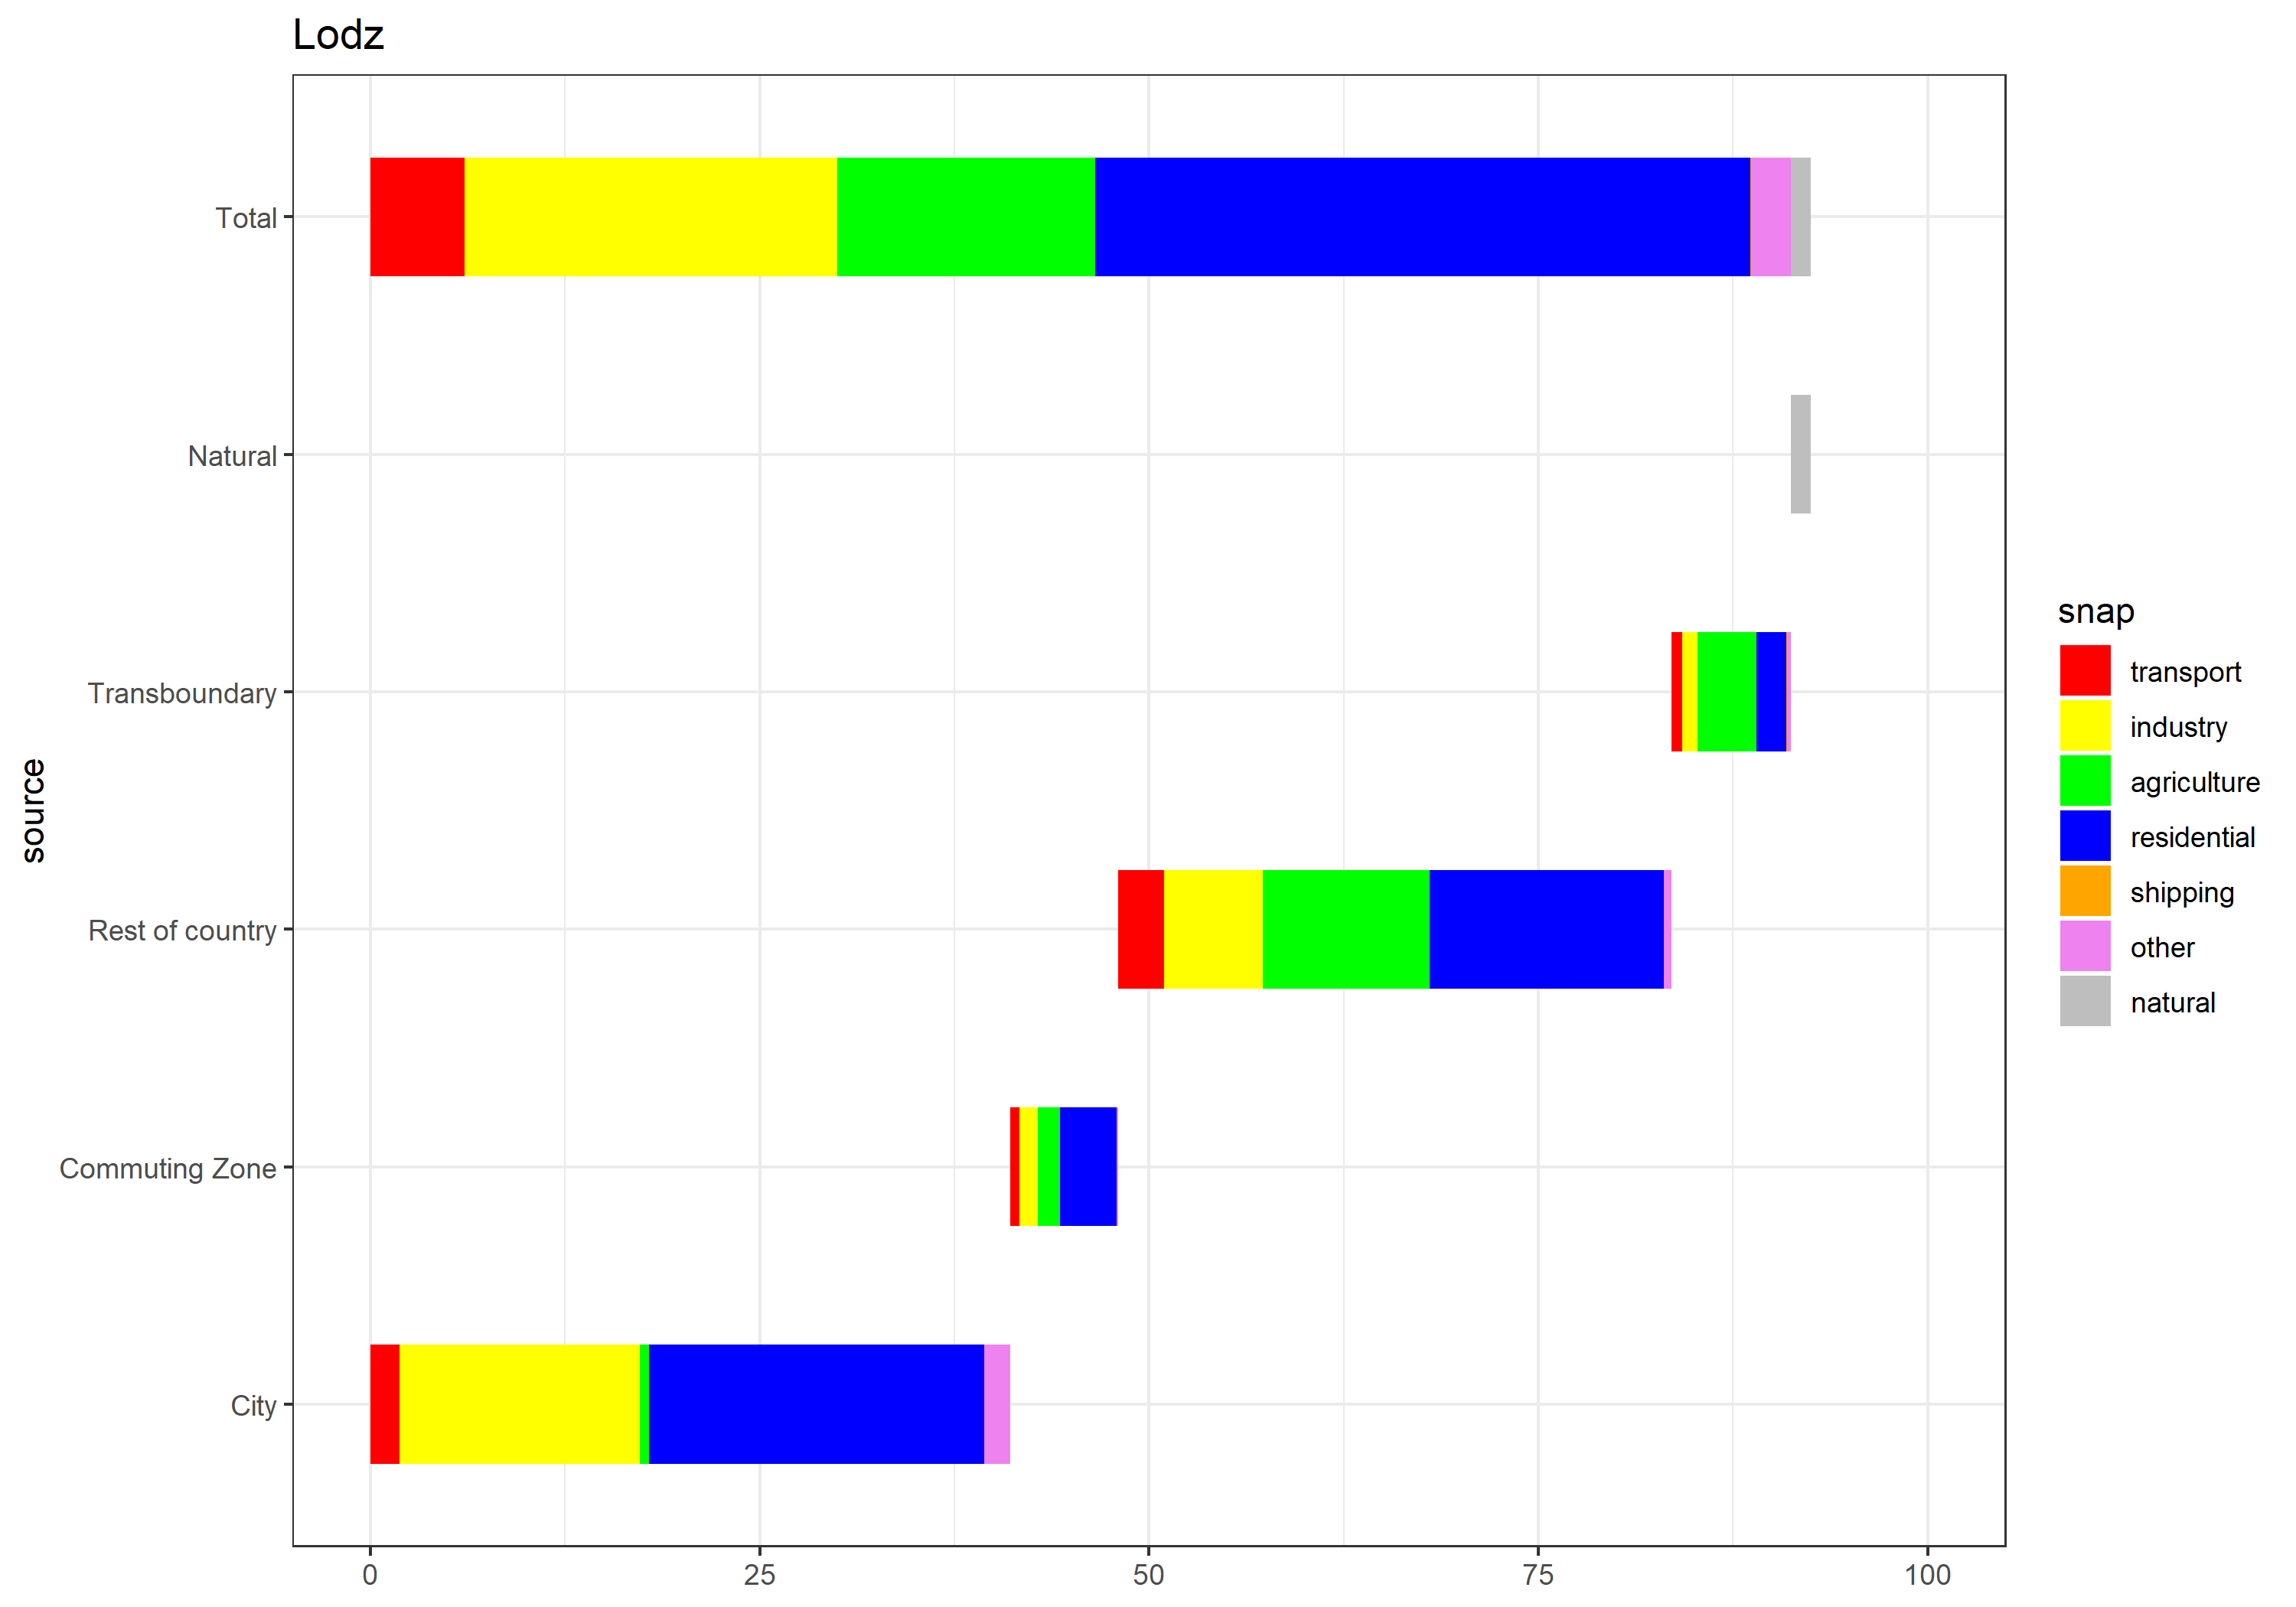 Lodz
Total
Natural
Transboundary
Rest of country
Commuting Zone
City
source
0 25 50 75 100
snap
transport
industry
agriculture
residential
shipping
other
natural